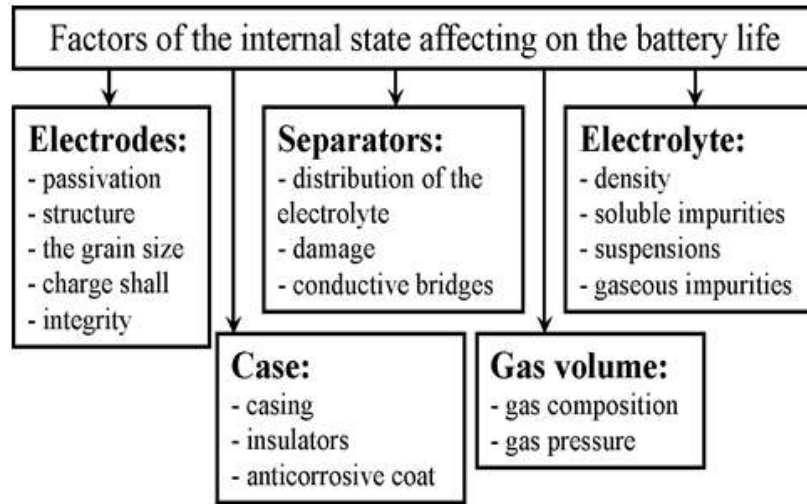 Factors of the internal state affecting on the battery life
Electrodes:
- passivation
- structure
- the grain size
- charge shall
- integrity
Separators:
- distribution of the
electrolyte
- damage
- conductive bridges
Electrolyte:
- density
- soluble impurities
- suspensions
- gaseous impurities
Case:
- casing
- insulators
- anticorrosive coat
Gas volume:
- gas composition
- gas pressure